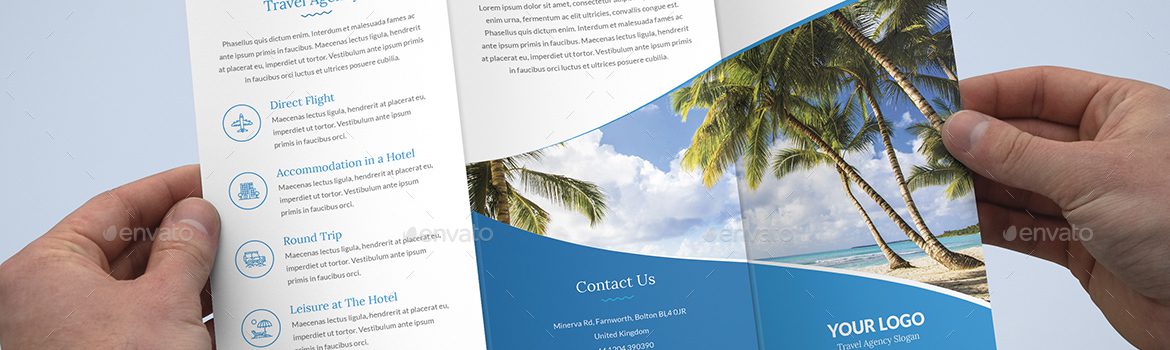 Travel Agency
Phasellus quis dictum enim. Interdum et malesuada fames ac
ante ipsum primis in faucibus. Maecenas lectus ligula, hendrerit
at placerat eu, imperdiet ut tortor. Vestibulum ante ipsum primis
in faucibus orci luctus et ultrices posuere cubilia.
Direct Flight
Maecenas lectus ligula, hendrerit at placerat eu,
imperdiet ut tortor. Vestibulum ante ipsum
primis in faucibus orci.
Accommodation in a Hotel
Maecenas lectus ligula, hendrerit at placerat eu,
imperdiet ut tortor. Vestibulum ante ipsum
primis in faucibus orci.
Round Trip
Maecenas lectus ligula, hendrerit at placerat eu,
imperdiet ut tortor. Vestibulum ante ipsum
primis in faucibus orci.
Leisure at The Hotel
Maecenas lectus ligula, hendrerit at placerat eu,
imperdiet ut tortor. Vestibulum ante ipsum
Lorem ipsum dolor sit amet, consectetur adipiscing elit.
enim urna, fermentum ac ultricies in, convallis congue est.
Phasellus quis dictum enim. Interdum et malesuada fames ac
ante ipsum primis in faucibus. Maecenas lectus ligula, hendrerit
at placerat eu, imperdiet ut tortor. Vestibulum ante ipsum primis
in faucibus orci luctus et ultrices posuere cubilia.
Contact Us
Minerva Rd, Farnworth, Bolton BL4 0JR
United Kingdom
1204 390390
YOUR LOGO
Travel Agency Slogan
envato
envato
envato
envato